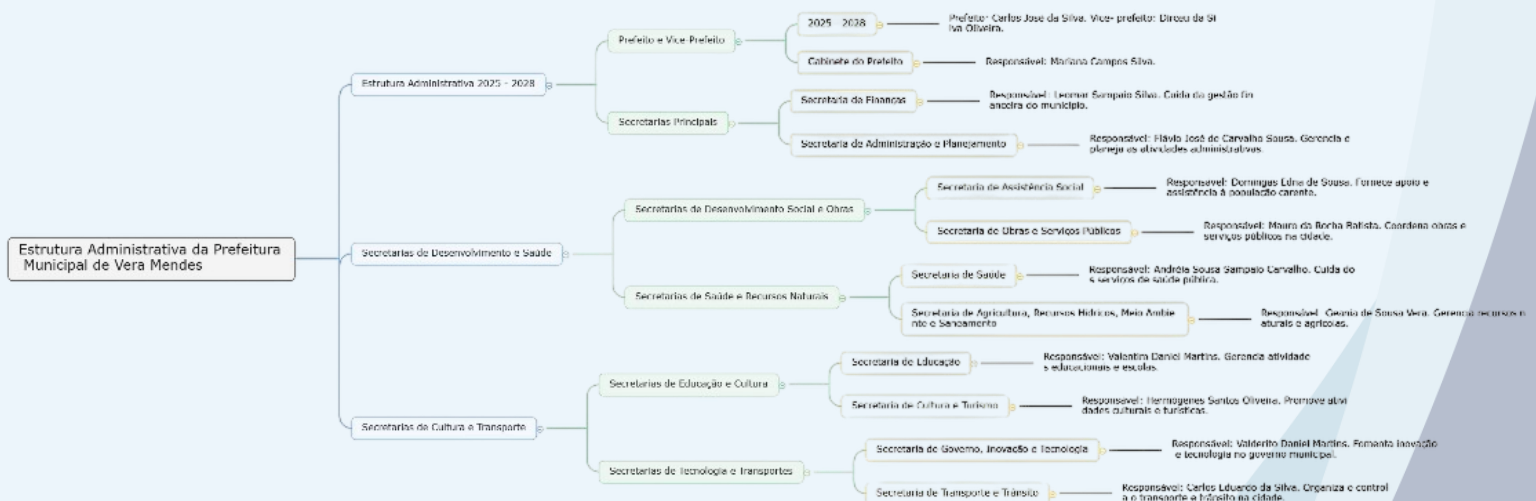 Estrutura Administrativa da Prefeitura
Municipal de Vera Mendes
Estrutura Administrativa 2025 - 2028
Prefeito e Vice-Prefeito
2025 - 2028
Prefeito: Carlos José da Silva. Vice- prefeito: Dirceu da Si
lva Oliveira.
Gabinete do Prefeito
Responsável: Mariana Campos Silva.
Secretarias Principais
Secretaria de Finanças
Responsável: Leomar Sampaio Silva. Cuida da gestão fin
anceira do município.
Secretaria de Administração e Planejamento
Responsável: Flávio José de Carvalho Sousa. Gerencia e
planeja as atividades administrativas.
Secretarias de Desenvolvimento e Saúde
Secretarias de Desenvolvimento Social e Obras
Secretaria de Assistência Social
Responsável: Domingas Edna de Sousa. Fornece apoio e
assistência à população carente.
Secretaria de Obras e Serviços Públicos
Responsável: Mauro da Rocha Batista. Coordena obras e
serviços públicos na cidade.
Secretarias de Saúde e Recursos Naturais
Secretaria de Saúde
Responsável: Andréia Sousa Sampaio Carvalho. Cuida do
s serviços de saúde pública.
Secretaria de Agricultura, Recursos Hídricos, Meio Ambie
nte e Saneamento
Responsável: de Sousa Vera. Gerencia recursos n
aturais e agrícolas.
Secretarias de Cultura e Transporte
Secretarias de Educação e Cultura
Secretaria de Educação
Responsável: Valentim Daniel Martins. Gerencia atividade
s educacionais e escolas.
Secretaria de Cultura e Turismo
Responsável: Hermógenes Santos Oliveira. Promove ativi
dades culturais e turísticas.
Secretarias de Tecnologia e Transportes
Secretaria de Governo, Inovação e Tecnologia
Responsável: Valderito Daniel Martins. Fomenta inovação
e tecnologia no governo municipal.
Secretaria de Transporte e Trânsito
Responsável: Carlos Eduardo da Silva. Organiza e control
a o transporte e trânsito na cidade.